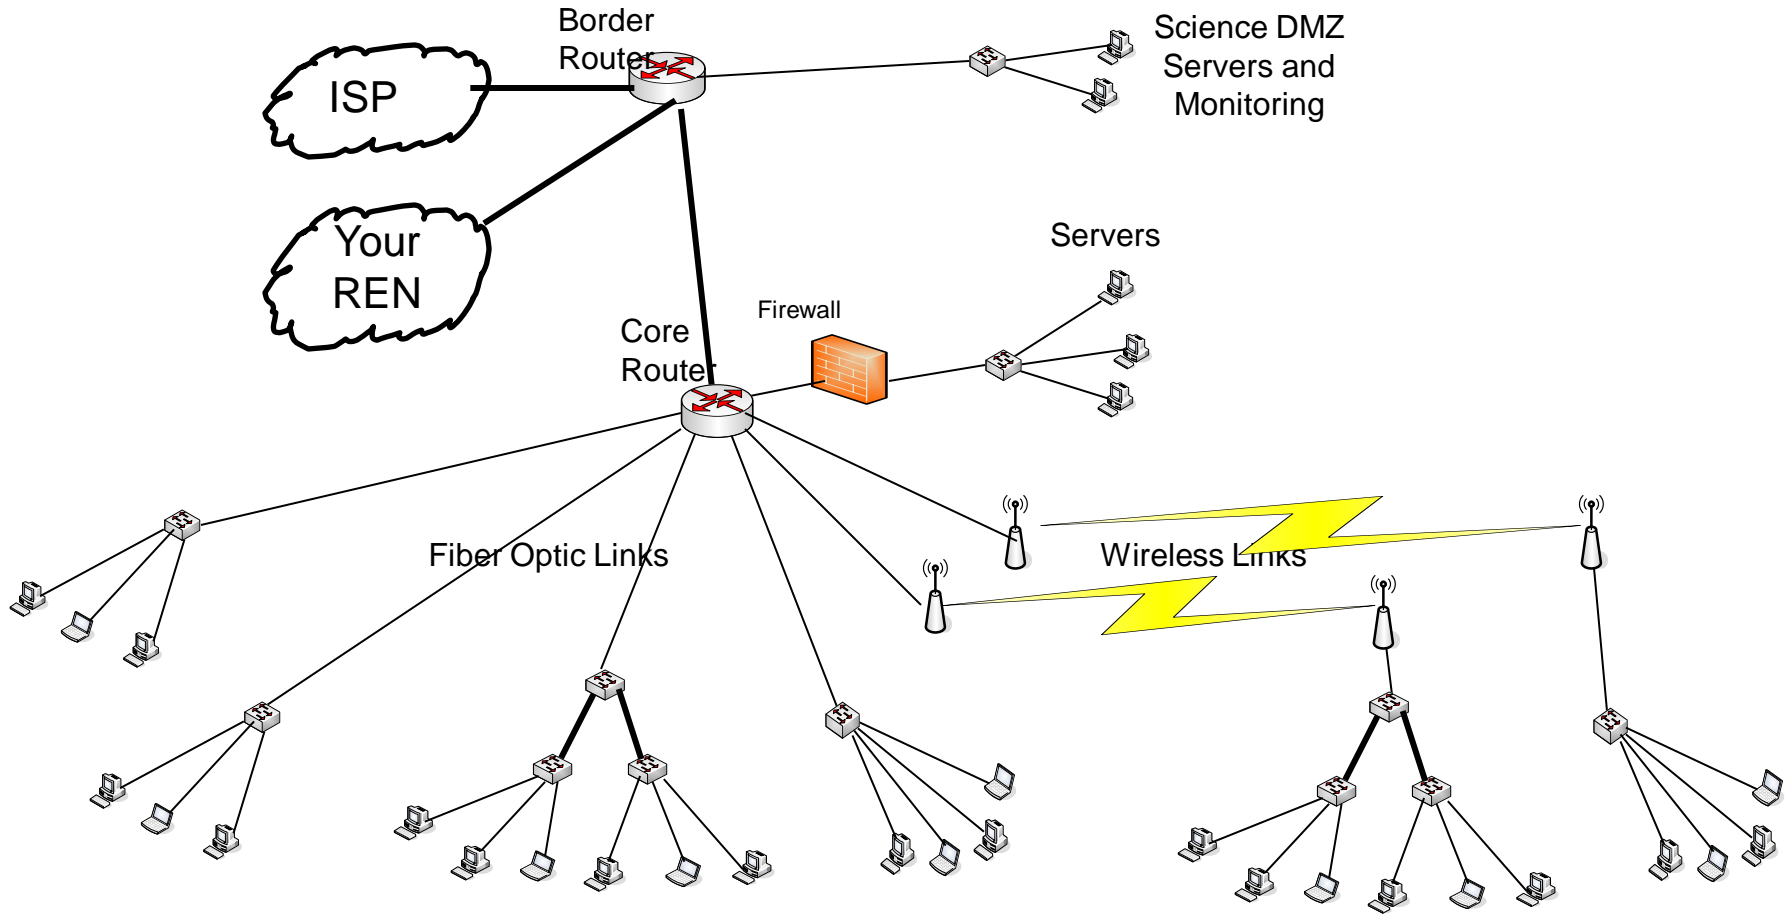 Border
Router
ISP
Science DMZ
Servers and
Monitoring
Your
REN
Servers
Firewall
Core
Router
Fiber Optic Links
Wireless Links